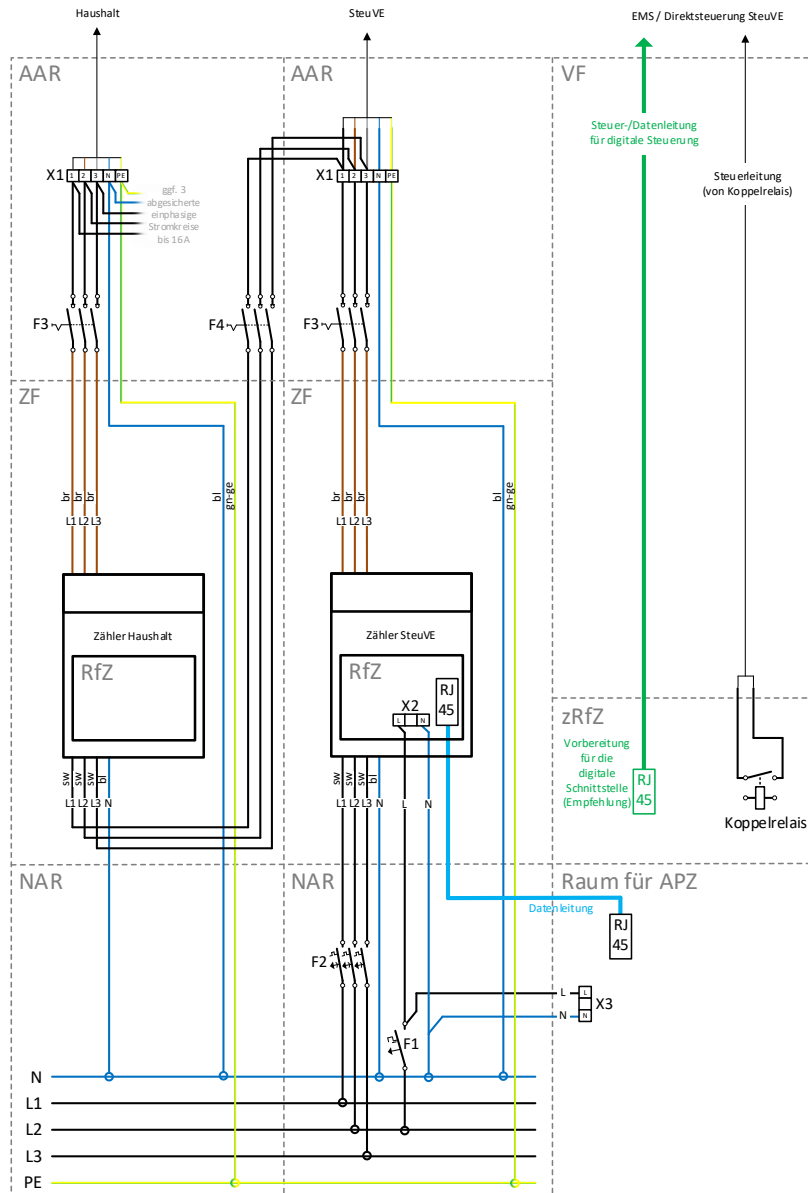 Haushalt
SteuVE
EMS / Direktsteuerung SteuVE
AAR
AAR
VF
Steuer-/Datenleitung
für digitale Steuerung
Steuerleitung
(von Koppelrelais)
X1
1 2 3 N PE
X1
1 2 3 N PE
ggf. 3
abgesicherte
einphasige
Stromkreise
bis 16 A
F3
F4
F3
ZF
ZF
br br br
bl
gn-ge
br br br
bl
gn-ge
L1 L2 L3
L1 L2 L3
Zähler Haushalt
Zähler SteuVE
RfZ
RfZ
X2
L N
RJ
45
zRfZ
Vorbereitung
für die
digitale
Schnittstelle
(Empfehlung)
RJ
45
Koppelrelais
sw sw sw bl
sw sw sw bl
L1 L2 L3 N
L1 L2 L3 N
L
N
NAR
NAR
Raum für APZ
Datenleitung
RJ
45
F2
L
L
X3
N
N
F1
N
L1
L2
L3
PE